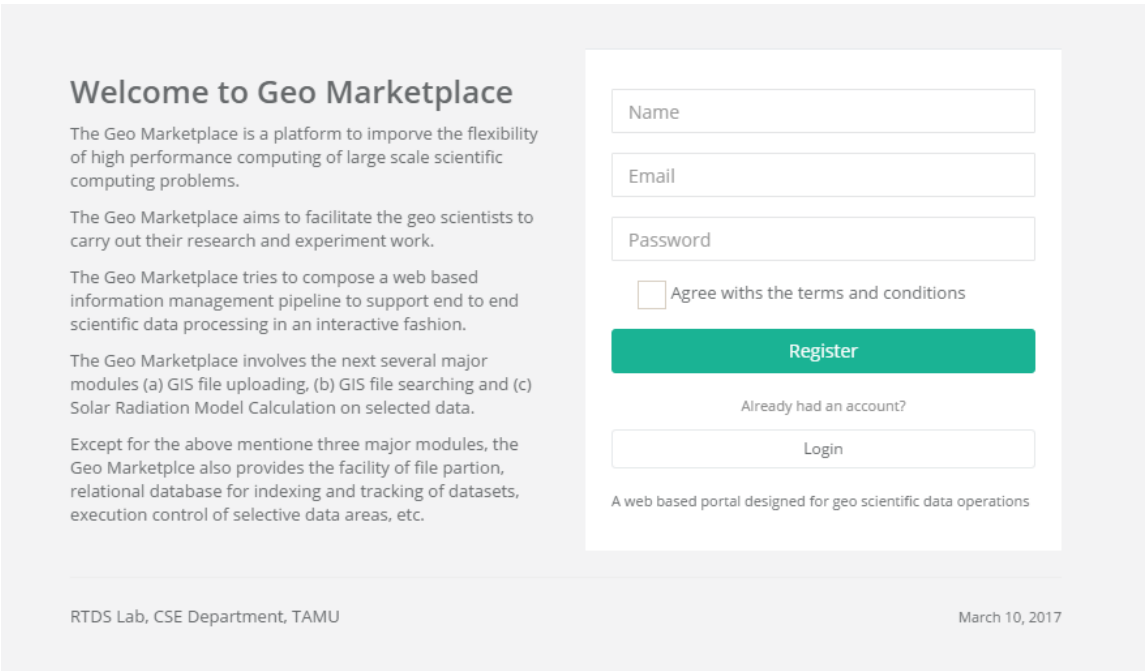 Welcome to Geo Marketplace
The Geo Marketplace is a platform to imporve the flexibility
of high performance computing of large scale scientific
computing problems.
The Geo Marketplace aims to facilitate the geo scientists to
carry out their research and experiment work.
The Geo Marketplace tries to compose a web based
information management pipeline to support end to end
scientific data processing in an interactive fashion.
The Geo Marketplace involves the next several major
modules (a) GIS file uploading, (b) GIS file searching and (c)
Solar Radiation Model Calculation on selected data.
Except for the above mentione three major modules, the
Geo Marketplce also provides the facility of file partion,
relational database for indexing and tracking of datasets,
execution control of selective data areas, etc.
Name
Email
Password
Agree withs the terms and conditions
Register
Already had an account?
Login
A web based portal designed for geo scientific data operations
RTDS Lab, CSE Department, TAMU
March 10, 2017